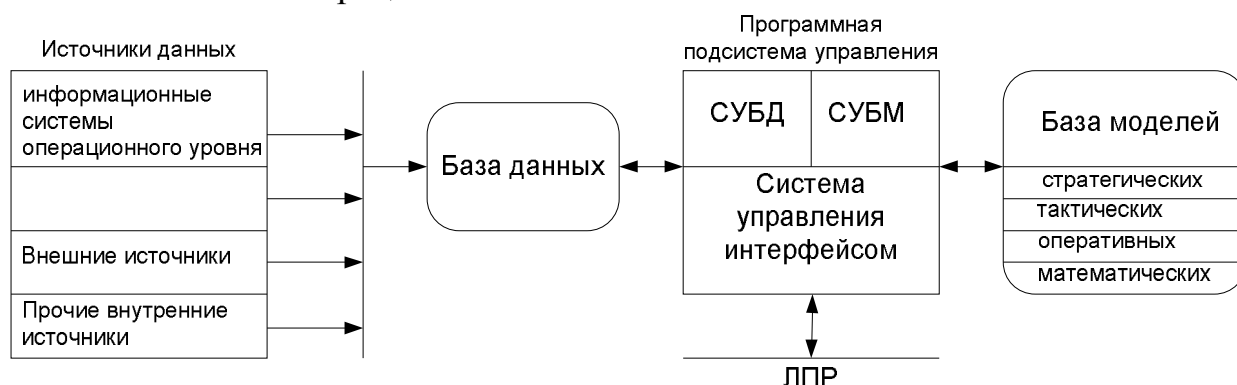 Источники данных
информационные
системы
операционного уровня
Внешние источники
Прочие внутренние
источники
База данных
Программная
подсистема управления
СУБД
СУБМ
Система
управления
интерфейсом
ЛПР
База моделей
стратегических
тактических
оперативных
математических